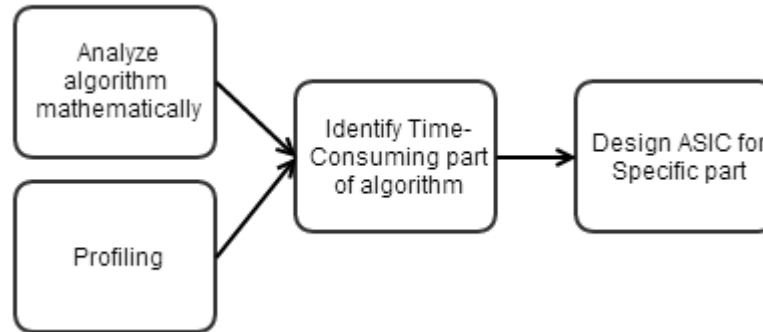 Analyze
algorithm
mathematically
Profiling
Identify Time-
Consuming part
of algorithm
Design ASIC for
Specific part